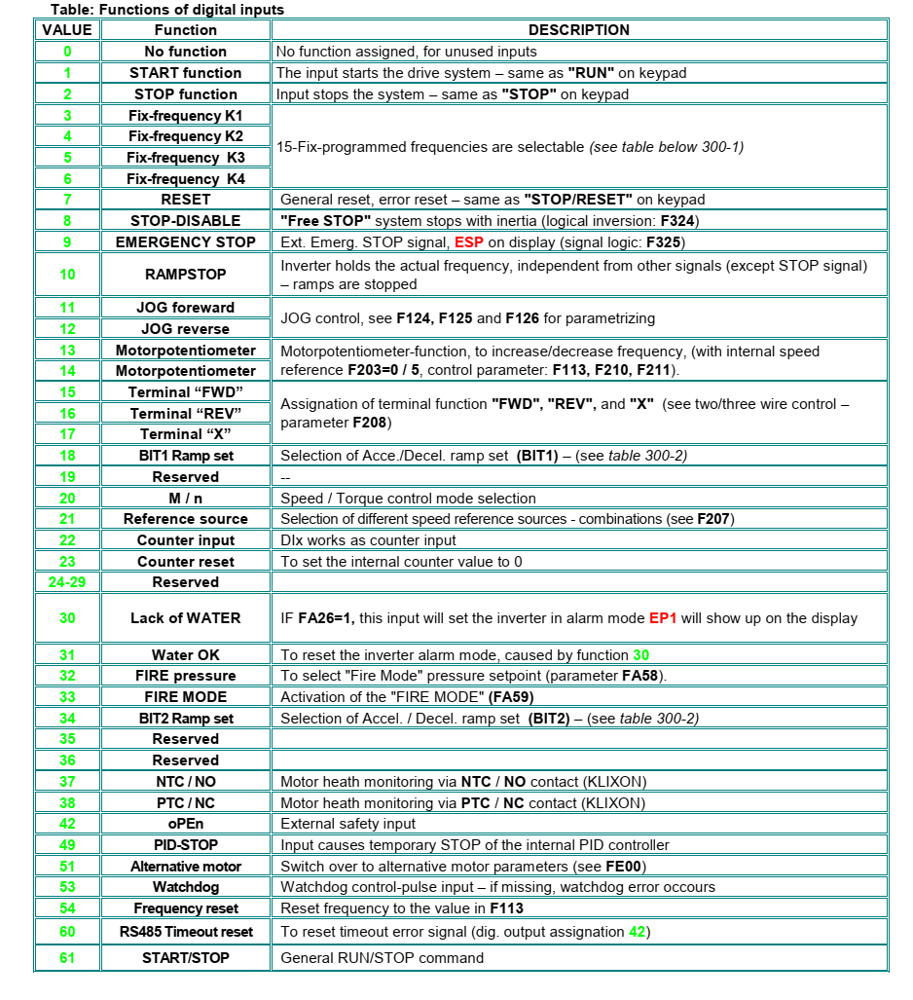 Table: Functions of digital inputs
VALUE Function DESCRIPTION
0 No function No function assigned, for unused inputs
1 START function The input starts the drive system – same as "RUN" on keypad
2 STOP function Input stops the system – same as "STOP" on keypad
3 Fix-frequency K1
4 Fix-frequency K2
15-Fix-programmed frequencies are selectable (see table below 300-1)
5 Fix-frequency K3
6 Fix-frequency K4
7 RESET General reset, error reset – same as "STOP/RESET" on keypad
8 STOP-DISABLE "Free STOP" system stops with inertia (logical inversion: F324)
9 EMERGENCY STOP Ext. Emerg. STOP signal, ESP on display (signal logic: F325)
10 RAMPSTOP Inverter holds the actual frequency, independent from other signals (except STOP signal)
– ramps are stopped
11 JOG foreward
JOG control, see F124, F125 and F126 for parametrizing
12 JOG reverse
13 Motorpotentiometer Motorpotentiometer-function, to increase/decrease frequency, (with internal speed
14 Motorpotentiometer reference F203=0 / 5, control parameter: F113, F210, F211).
15 Terminal “FWD”
Assignation of terminal function "FWD", "REV", and "X" (see two/three wire control –
16 Terminal “REV”
parameter F208)
17 Terminal “X”
18 BIT1 Ramp set Selection of Acce./Decel. ramp set (BIT1) – (see table 300-2)
19 Reserved --
20 M / n Speed / Torque control mode selection
21 Reference source Selection of different speed reference sources - combinations (see F207)
22 Counter input DIx works as counter input
23 Counter reset To set the internal counter value to 0
24-29 Reserved
30 Lack of WATER IF FA26=1, this input will set the inverter in alarm mode EP1 will show up on the display
31 Water OK To reset the inverter alarm mode, caused by function 30
32 FIRE pressure To select "Fire Mode" pressure setpoint (parameter FA58).
33 FIRE MODE Activation of the "FIRE MODE" (FA59)
34 BIT2 Ramp set Selection of Accel. / Decel. ramp set (BIT2) – (see table 300-2)
35 Reserved
36 Reserved
37 NTC / NO Motor heath monitoring via NTC / NO contact (KLIXON)
38 PTC / NC Motor heath monitoring via PTC / NC contact (KLIXON)
42 oPEn External safety input
49 PID-STOP Input causes temporary STOP of the internal PID controller
51 Alternative motor Switch over to alternative motor parameters (see FE00)
53 Watchdog Watchdog control-pulse input – if missing, watchdog error occours
54 Frequency reset Reset frequency to the value in F113
60 RS485 Timeout reset To reset timeout error signal (dig. output assignation 42)
61 START/STOP General RUN/STOP command